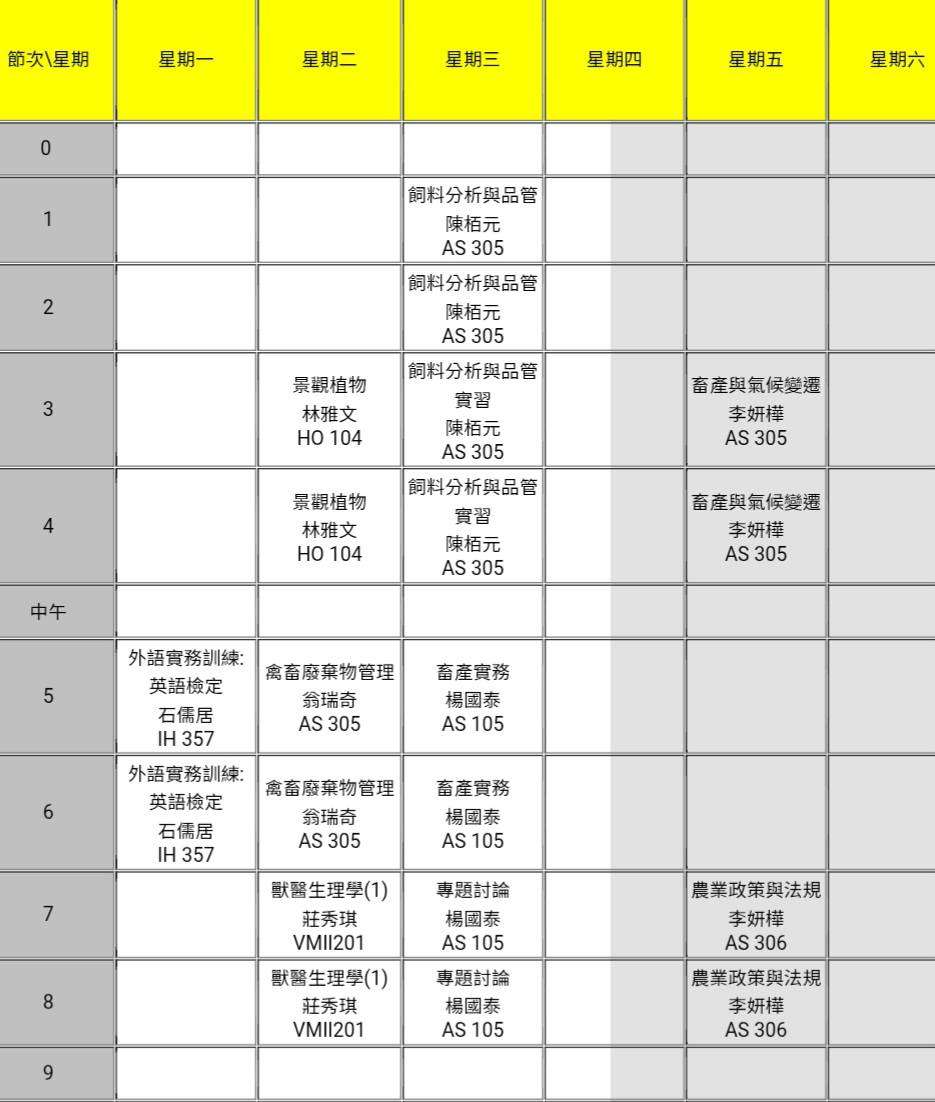 節次\星期 星期一 星期二 星期三 星期四 星期五 星期六
0
1
飼料分析與品管
陳栢元
AS 305
2
飼料分析與品管
陳栢元
AS 305
3
景觀植物
林雅文
HO 104
飼料分析與品管
實習
陳栢元
AS 305
畜產與氣候變遷
李妍樺
AS 305
4
景觀植物
林雅文
HO 104
飼料分析與品管
實習
陳栢元
AS 305
畜產與氣候變遷
李妍樺
AS 305
中午
5
外語實務訓練:
英語檢定
石儒居
IH 357
禽畜廢棄物管理
翁瑞奇
AS 305
畜產實務
楊國泰
AS 105
6
外語實務訓練:
英語檢定
石儒居
IH 357
禽畜廢棄物管理
翁瑞奇
AS 305
畜產實務
楊國泰
AS 105
7
獸醫生理學(1)
莊秀琪
VMII201
專題討論
楊國泰
AS 105
農業政策與法規
李妍樺
AS 306
8
獸醫生理學(1)
莊秀琪
VMII201
專題討論
楊國泰
AS 105
農業政策與法規
李妍樺
AS 306
9